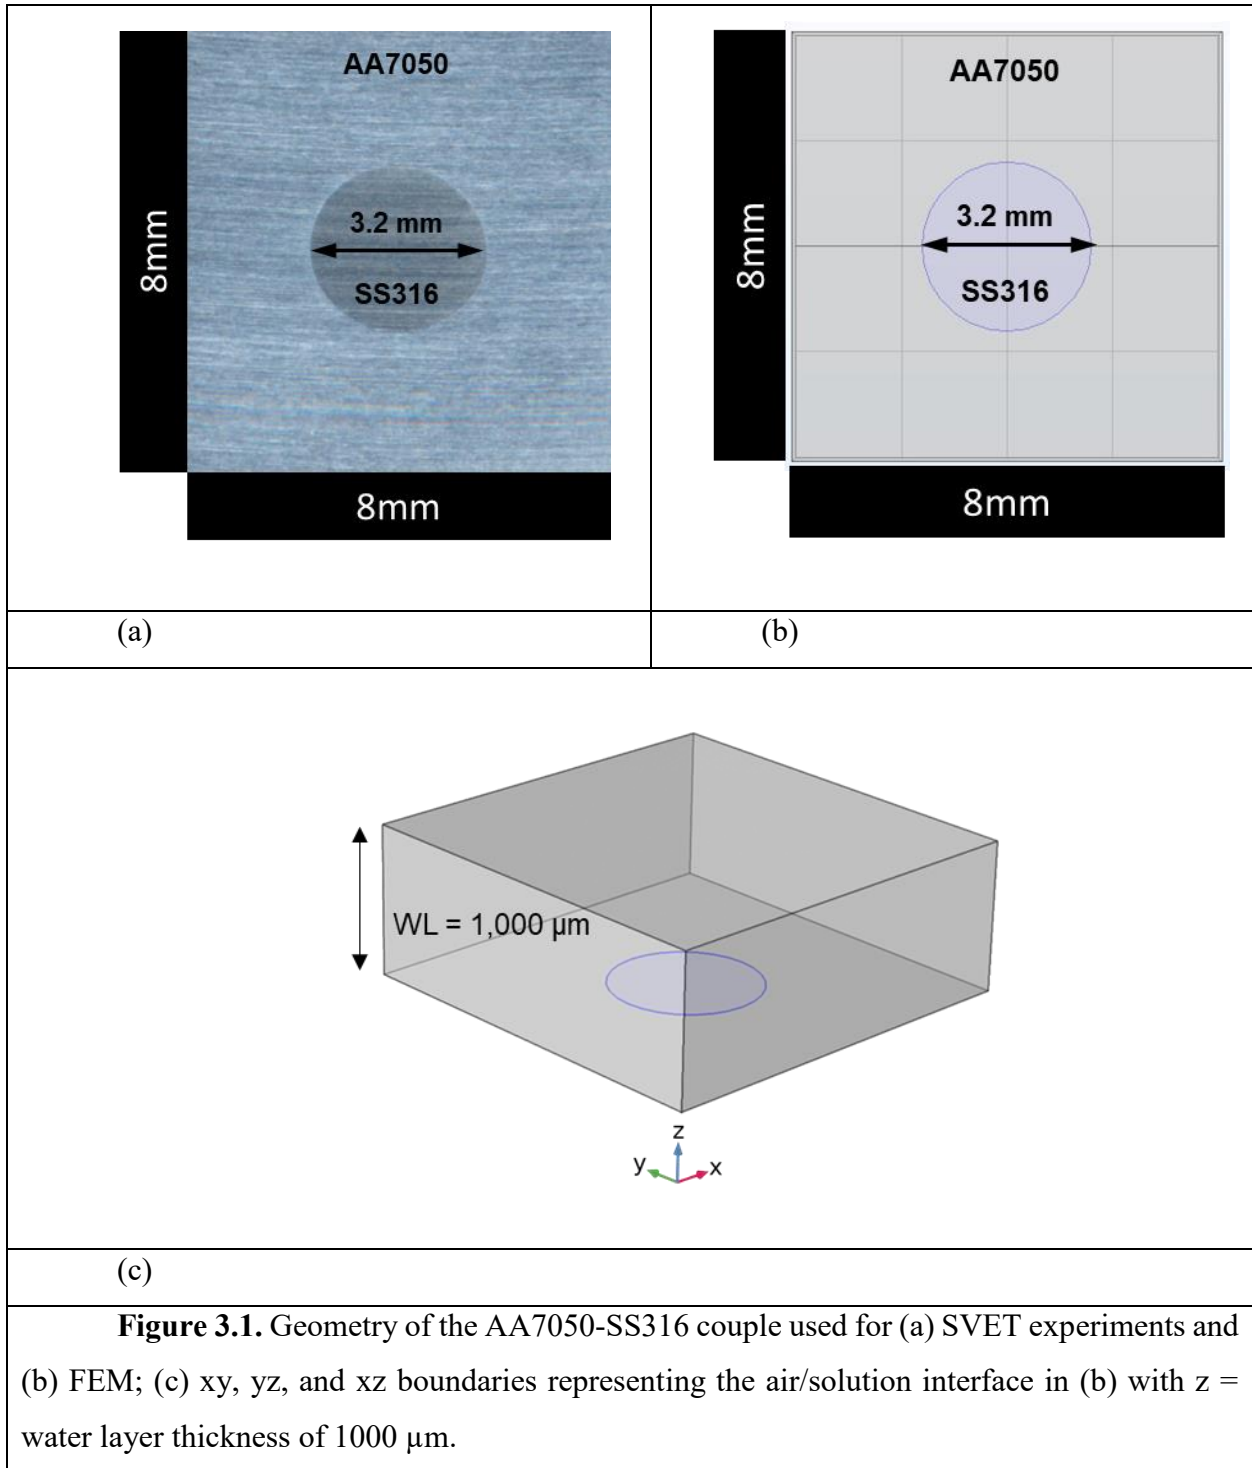 AA7050
3.2 mm
SS316
8mm
8mm
AA7050
3.2 mm
SS316
8mm
8mm
(a)
(b)
WL = 1,000 µm
z
y
x
(c)
Figure 3.1. Geometry of the AA7050-SS316 couple used for (a) SVET experiments and
(b) FEM; (c) xy, yz, and xz boundaries representing the air/solution interface in (b) with z =
water layer thickness of 1000 µm.